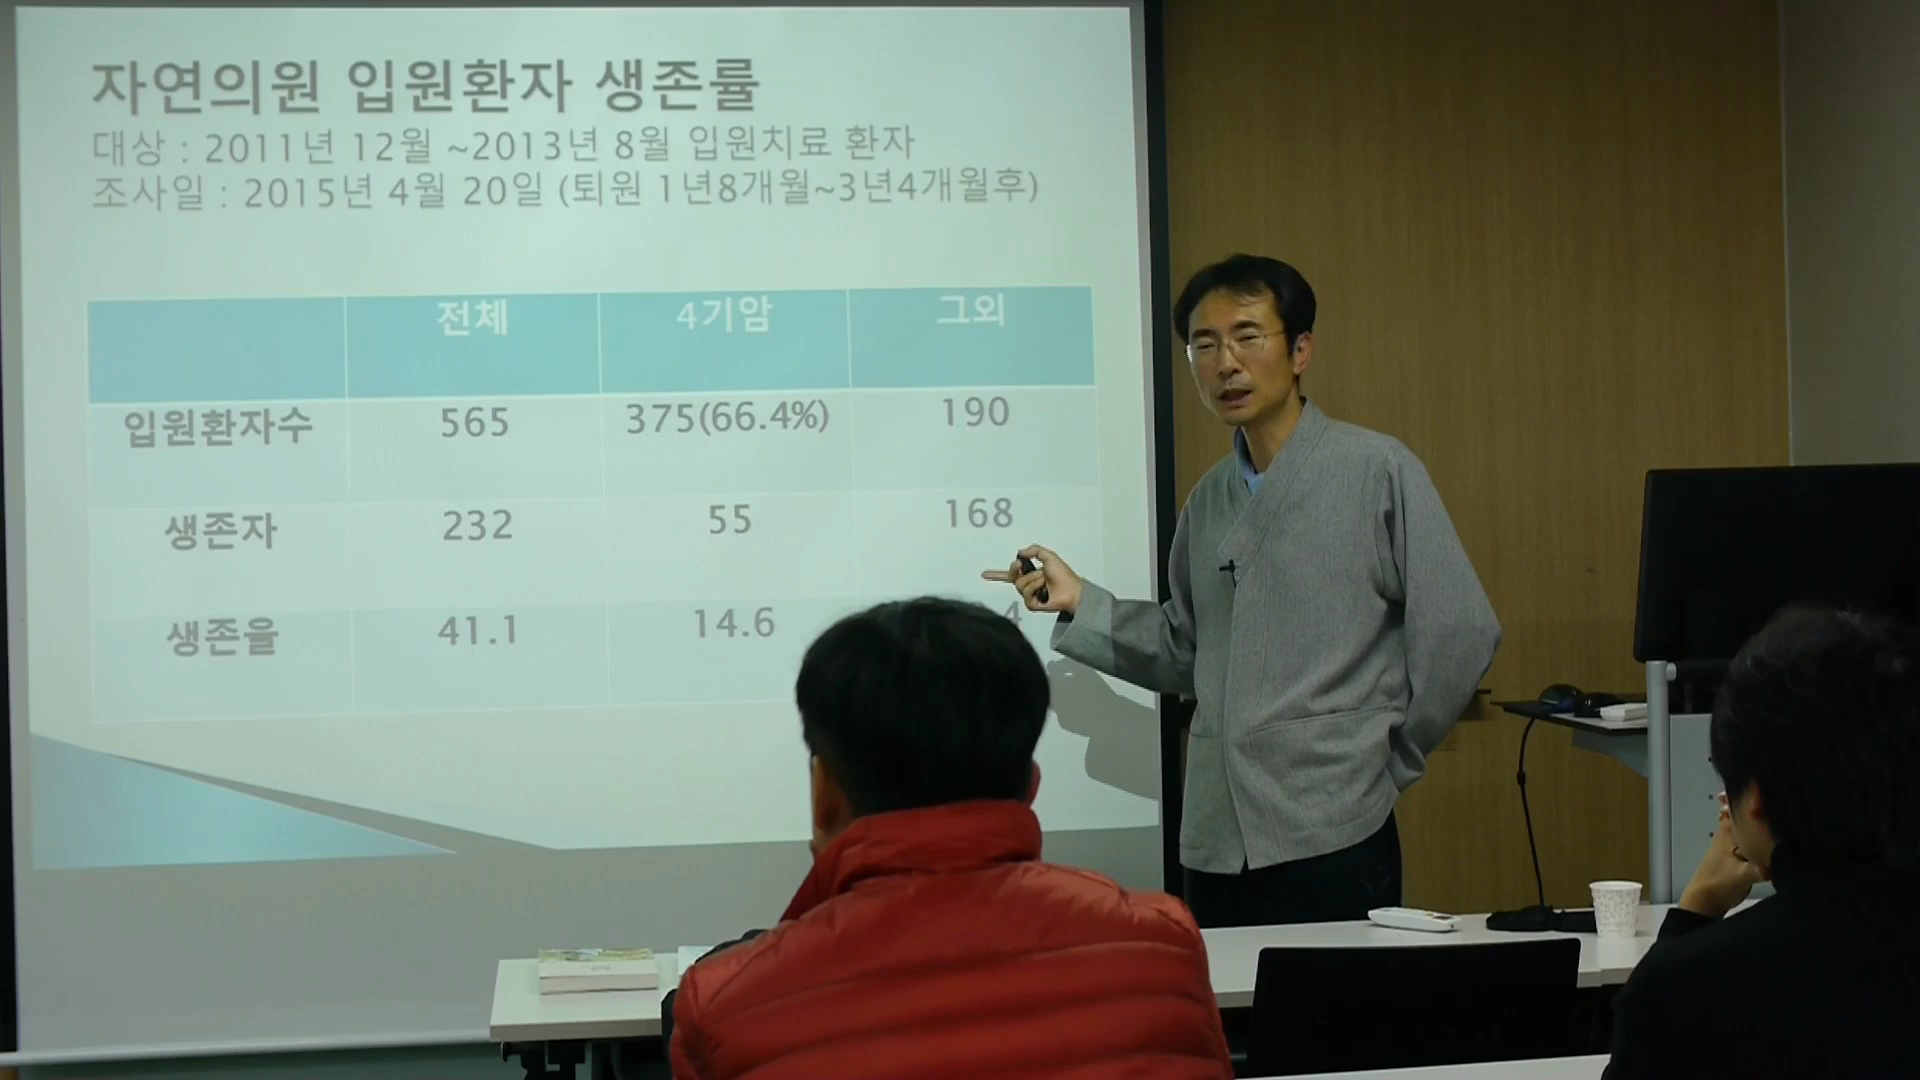 자연의원 입원환자 생존률
대상 : 2011년 12월 ~2013년 8월 입원치료 환자
조사일 : 2015년 4월 20일 (퇴원 1년8개월~3년4개월후)
전체 4기암 그외
입원환자수 565 375(66.4%) 190
생존자 232 55 168
생존율 41.1 14.6